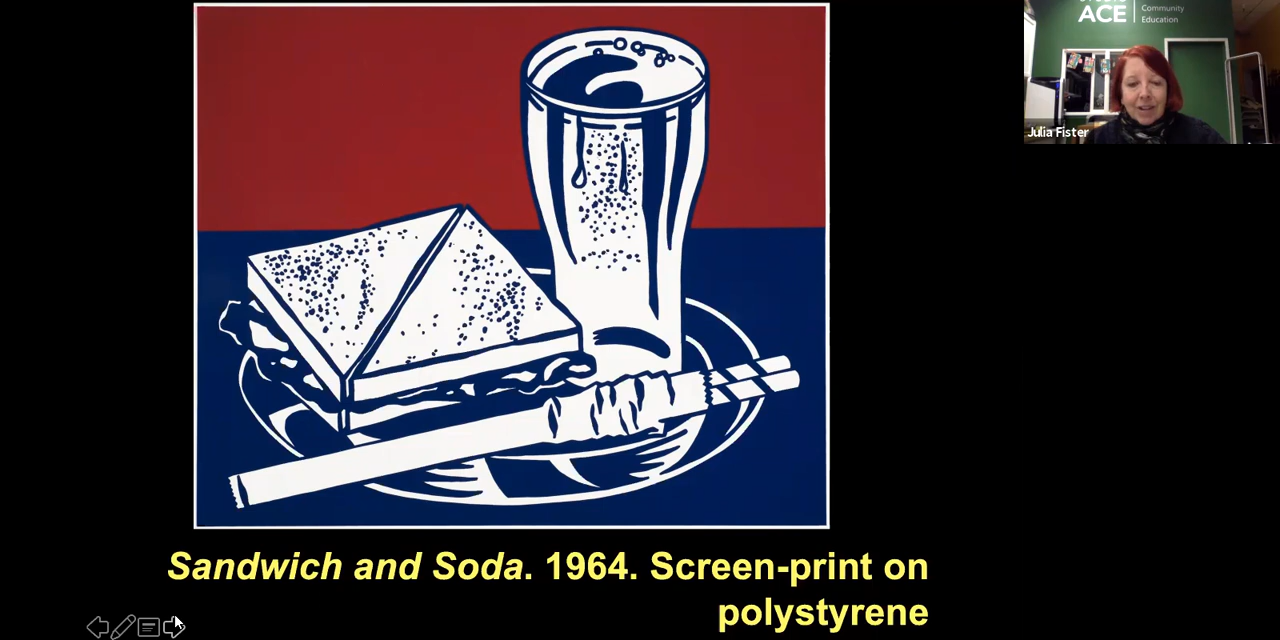 ACE
Community
Education
Julia Fister
Sandwich and Soda. 1964. Screen-print on
polystyrene